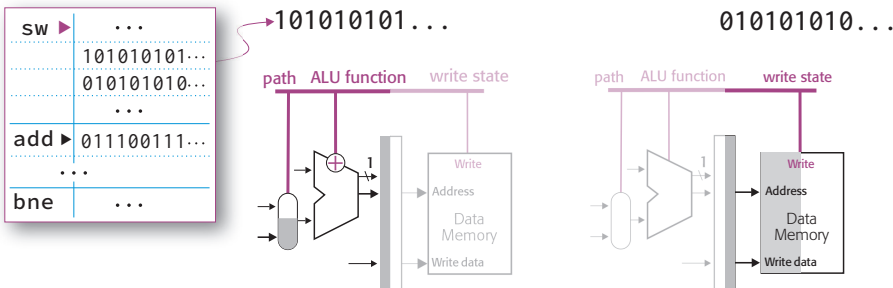 sw ▶ ...
101010101...
010101010...
...
add ▶ 011100111...
...
bne ...
101010101...
path ALU function write state
+
1
Write
Address
Data
Memory
Write data
010101010...
path ALU function write state
1
Write
Address
Data
Memory
Write data